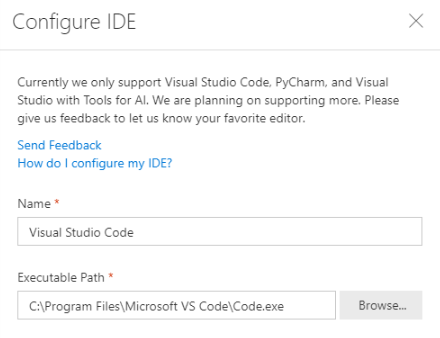 Configure IDE
Currently we only support Visual Studio Code, PyCharm, and Visual
Studio with Tools for AI. We are planning on supporting more. Please
give us feedback to let us know your favorite editor.
Send Feedback
How do I configure my IDE?
Name *
Visual Studio Code
Executable Path *
C:\Program Files\Microsoft VS Code\Code.exe
Browse...